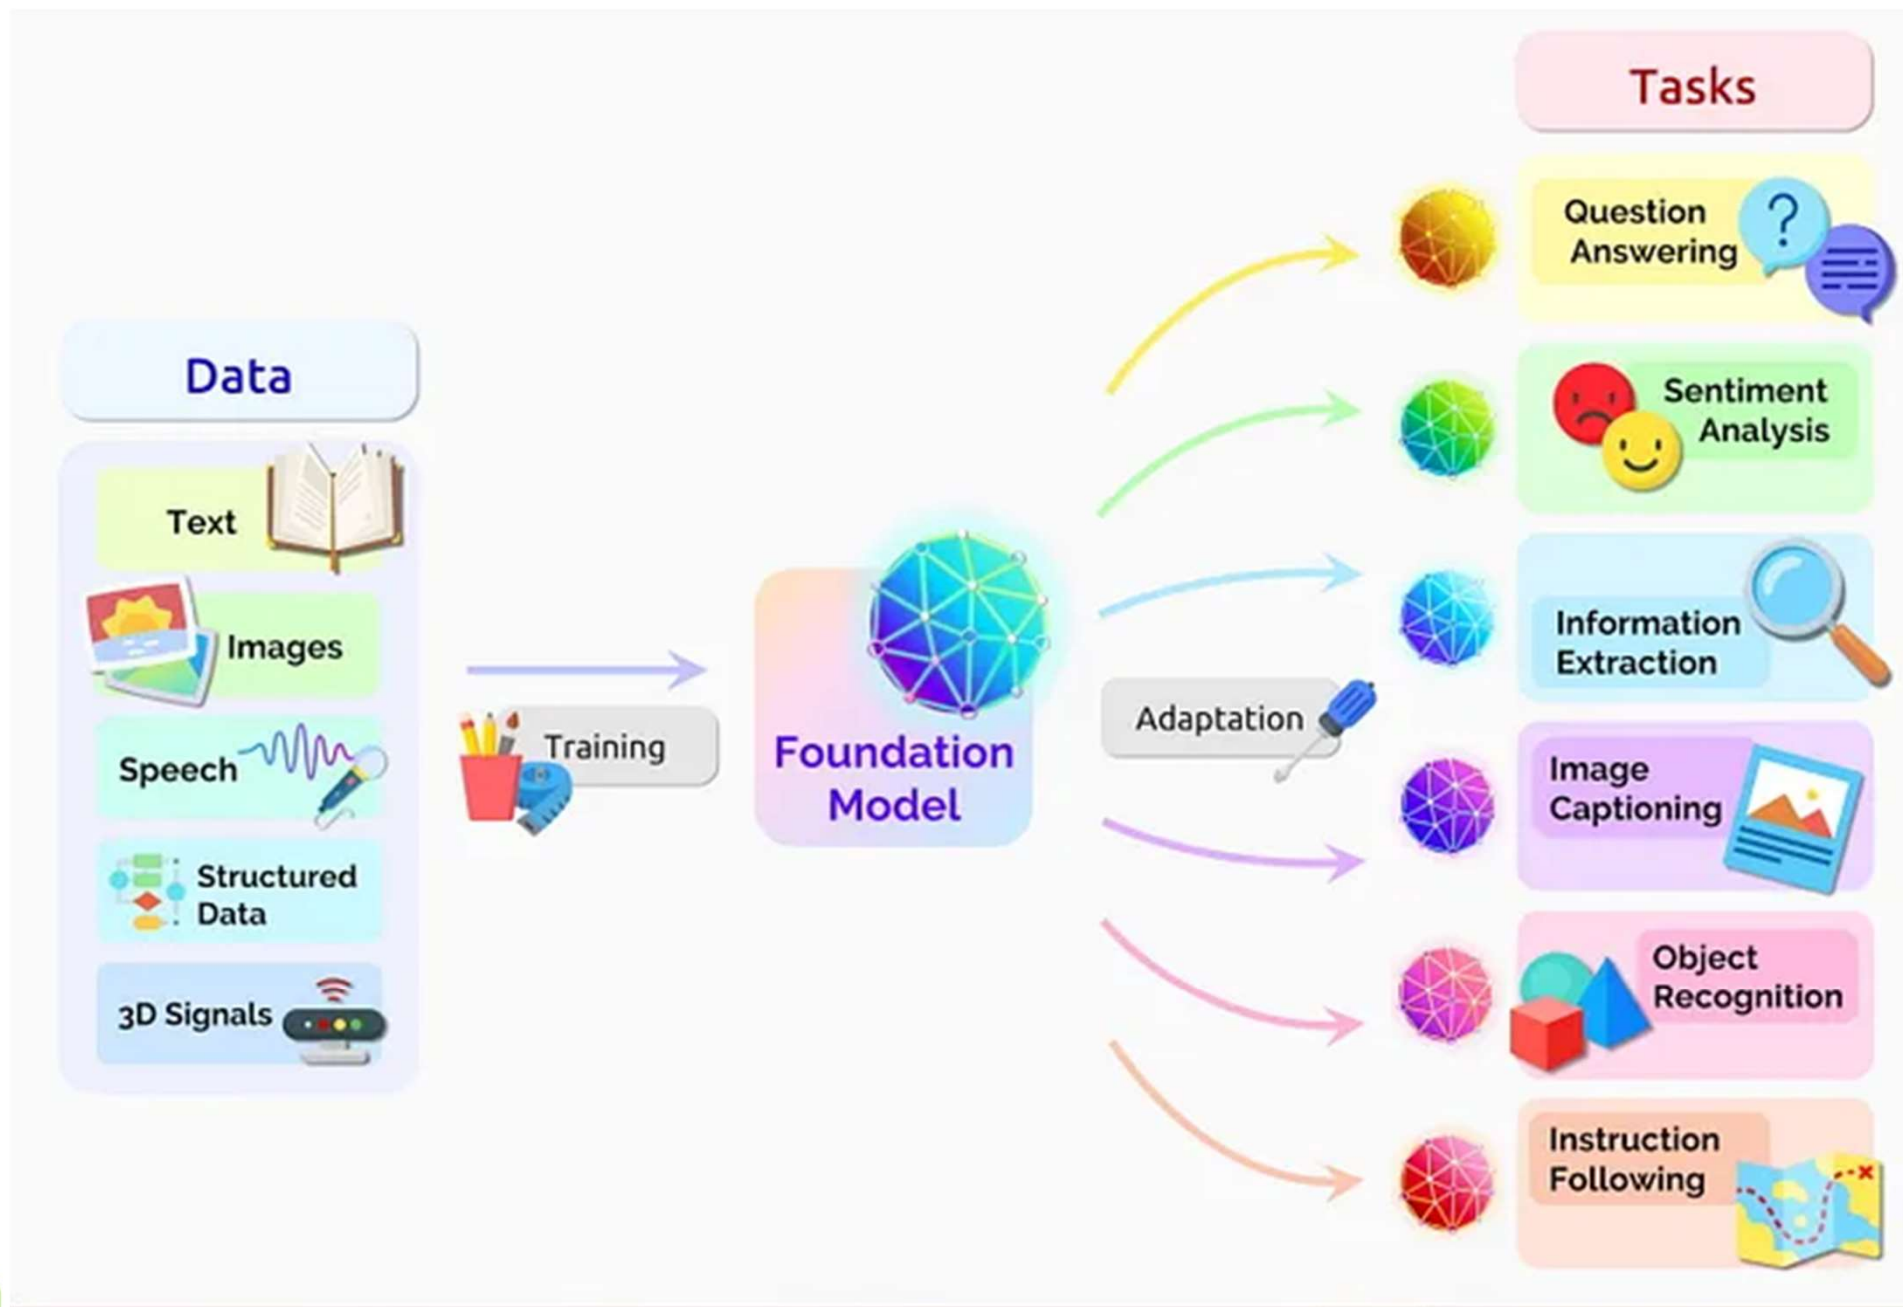 Data
Text
Images
Speech
Structured
Data
3D Signals
Training
Foundation
Model
Adaptation
Tasks
Question
Answering
?
Sentiment
Analysis
Information
Extraction
Image
Captioning
Object
Recognition
Instruction
Following